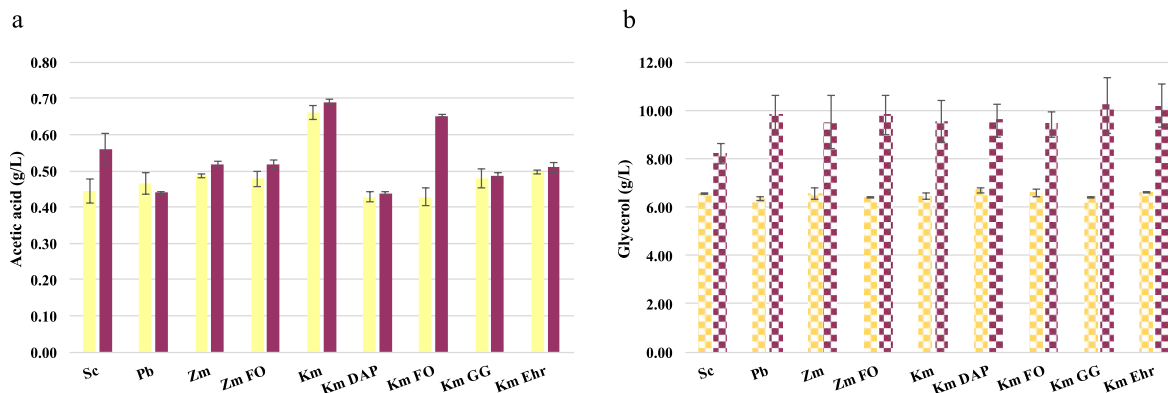 a
Acetic acid (g/L)
0.80
0.70
0.60
0.50
0.40
0.30
0.20
0.10
0.00
Sc
Pb
Zm
Zm FO
Km
Km DAP
Km FO
Km GG
Km Ehr
b
Glycerol (g/L)
12.00
10.00
8.00
6.00
4.00
2.00
0.00
Sc
Pb
Zm
Zm FO
Km
Km DAP
Km FO
Km GG
Km Ehr